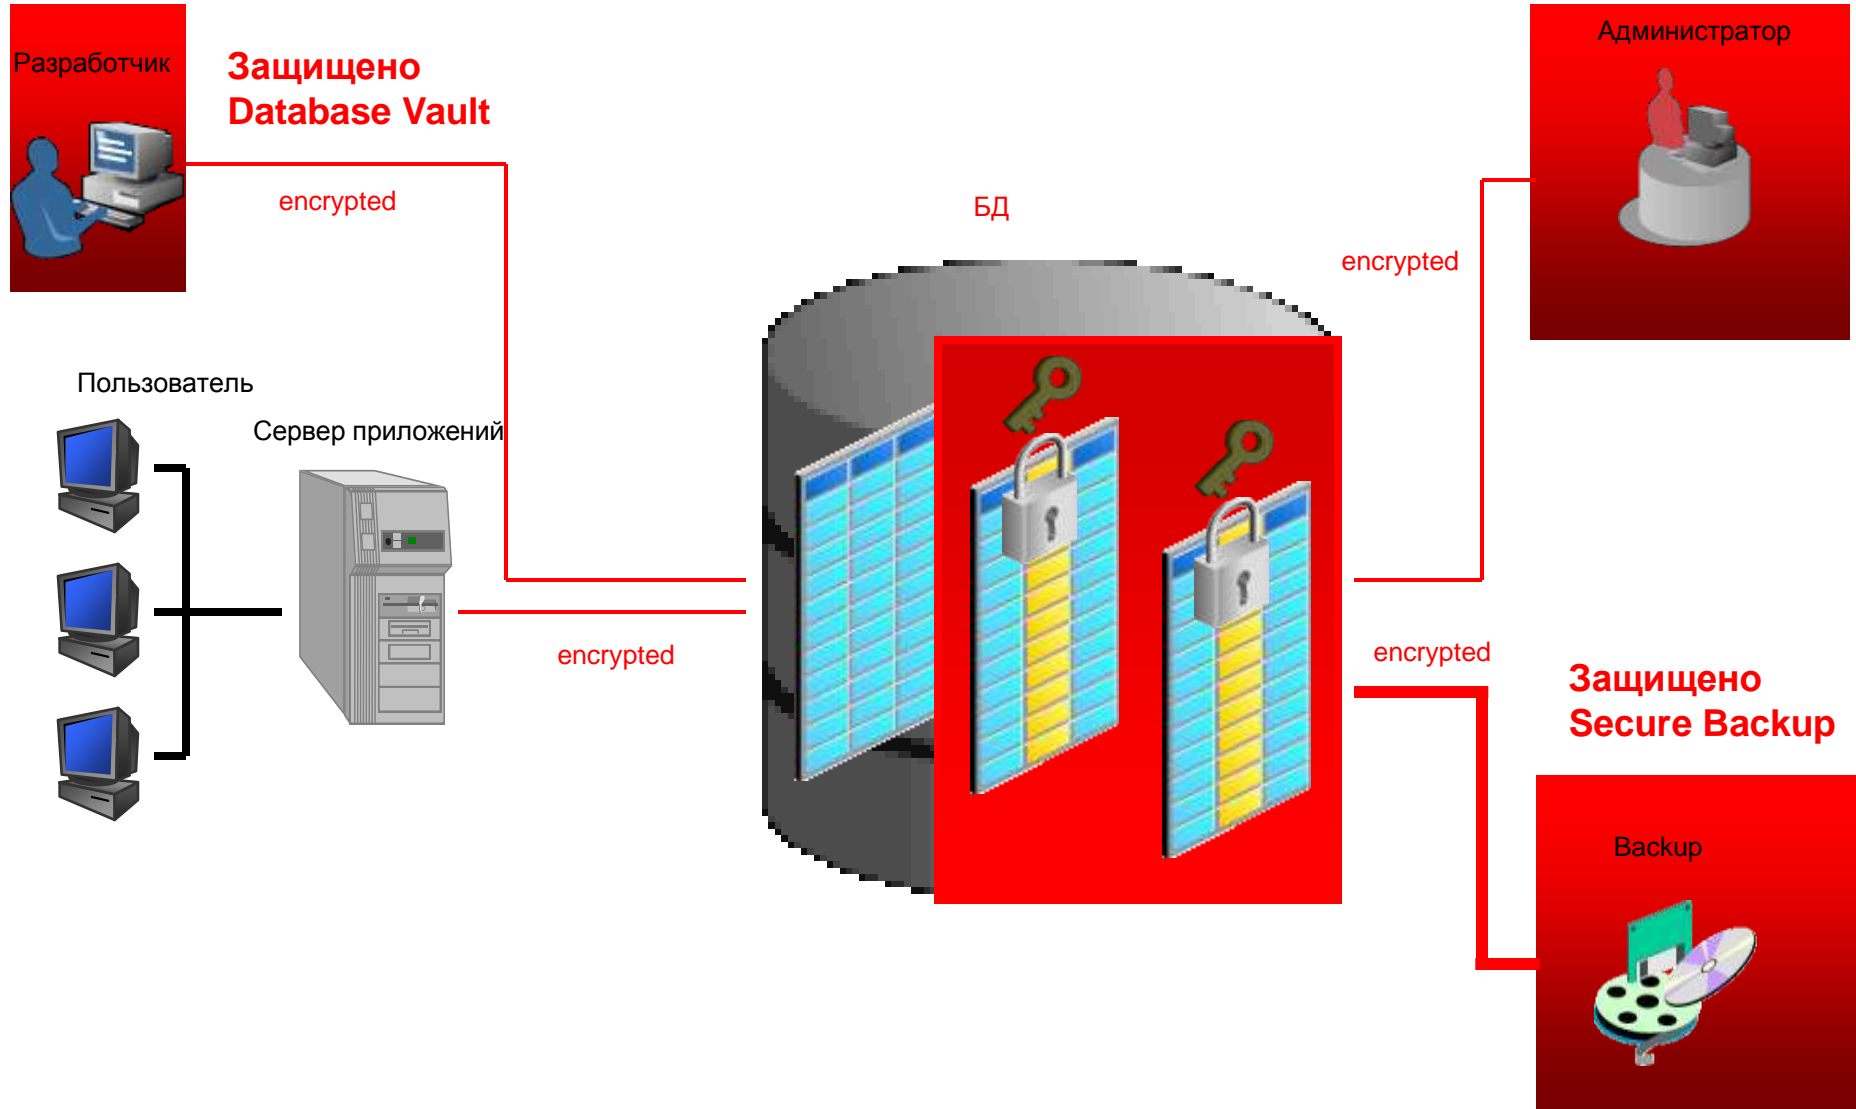 Разработчик
Защищено
Database Vault
encrypted
Администратор
БД
encrypted
Пользователь
Сервер приложений
encrypted
encrypted
Защищено
Secure Backup
Backup